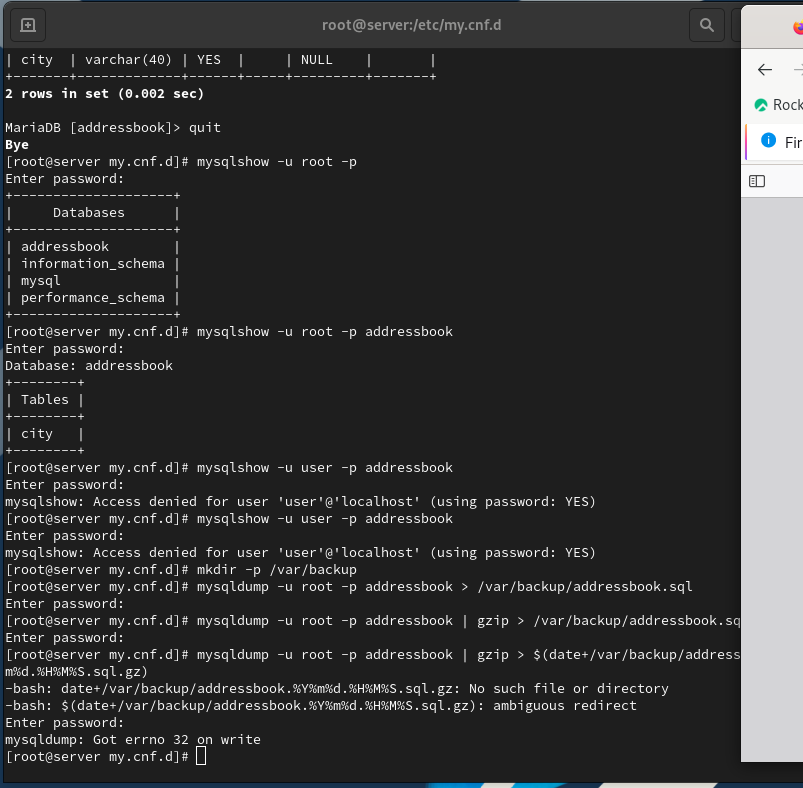 root@server:/etc/my.cnf.d
| city  | varchar(40) | YES  |     | NULL    |       |
+-------+-------------+------+-----+---------+-------+
2 rows in set (0.002 sec)
MariaDB [addressbook]> quit
Bye
[root@server my.cnf.d]# mysqlshow -u root -p
Enter password:
+--------------------+
|     Databases      |
+--------------------+
| addressbook        |
| information_schema |
| mysql              |
| performance_schema |
+--------------------+
[root@server my.cnf.d]# mysqlshow -u root -p addressbook
Enter password:
Database: addressbook
+--------+
| Tables |
+--------+
| city   |
+--------+
[root@server my.cnf.d]# mysqlshow -u user -p addressbook
Enter password:
mysqlshow: Access denied for user 'user'@'localhost' (using password: YES)
[root@server my.cnf.d]# mysqlshow -u user -p addressbook
Enter password:
mysqlshow: Access denied for user 'user'@'localhost' (using password: YES)
[root@server my.cnf.d]# mkdir -p /var/backup
[root@server my.cnf.d]# mysqldump -u root -p addressbook > /var/backup/addressbook.sql
Enter password:
[root@server my.cnf.d]# mysqldump -u root -p addressbook | gzip > /var/backup/addressbook.sq
Enter password:
[root@server my.cnf.d]# mysqldump -u root -p addressbook | gzip > $(date+/var/backup/address
m%d.%H%M%S.sql.gz)
-bash: date+/var/backup/addressbook.%Y%m%d.%H%M%S.sql.gz: No such file or directory
-bash: $(date+/var/backup/addressbook.%Y%m%d.%H%M%S.sql.gz): ambiguous redirect
Enter password:
mysqldump: Got errno 32 on write
[root@server my.cnf.d]#
Rock
Fir